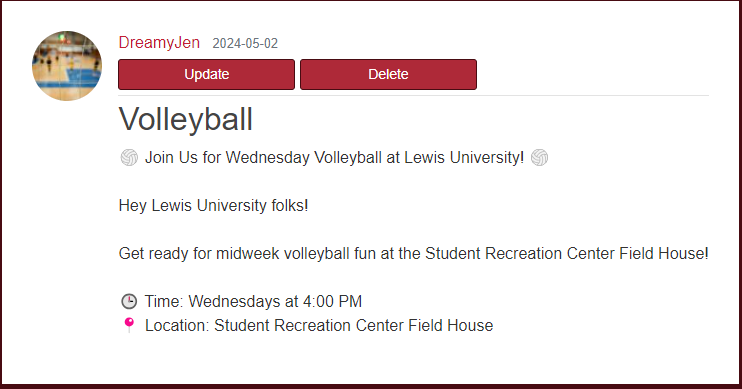 DreamyJen 2024-05-02
Update Delete
Volleyball
🏐 Join Us for Wednesday Volleyball at Lewis University! 🏐
Hey Lewis University folks!
Get ready for midweek volleyball fun at the Student Recreation Center Field House!
🕒 Time: Wednesdays at 4:00 PM
📍 Location: Student Recreation Center Field House